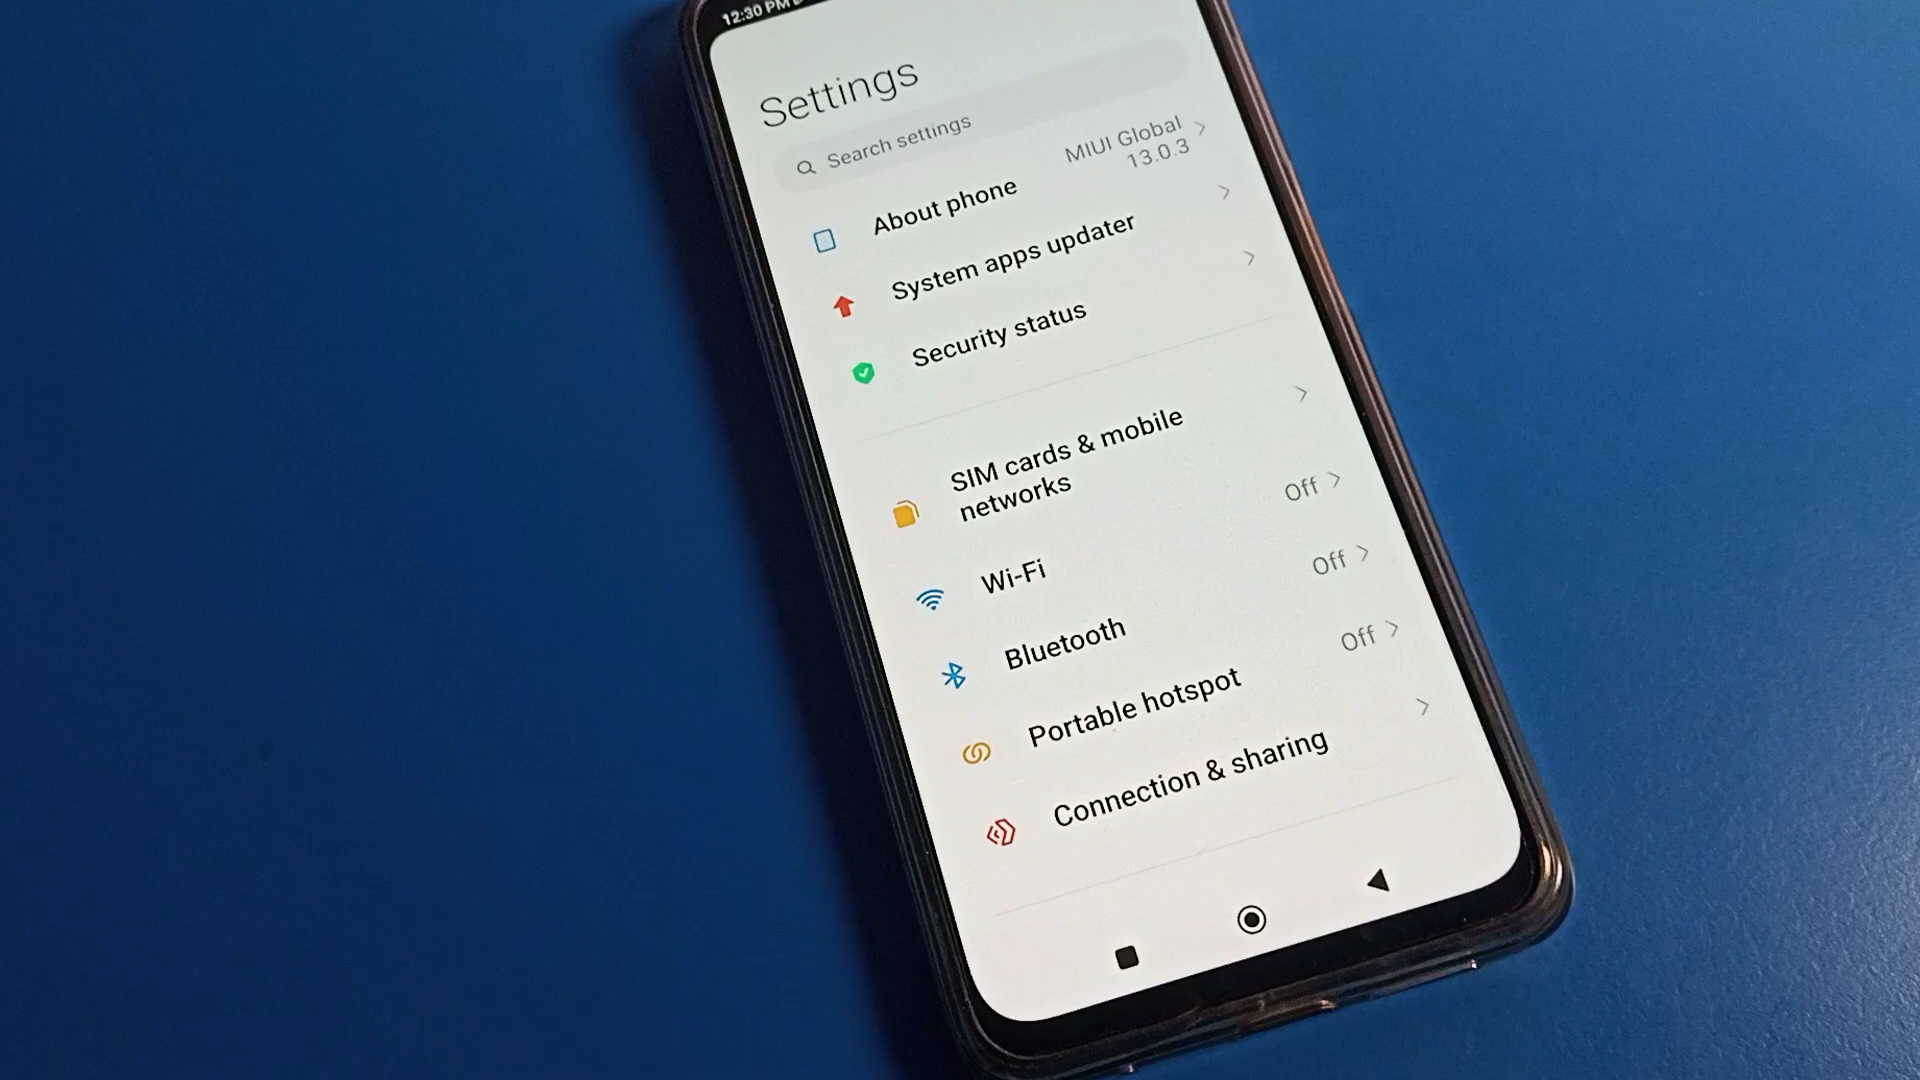 12:30 PM
Settings
Search settings
About phone
MIUI Global
13.0.3
System apps updater
Security status
SIM cards & mobile
networks
Wi-Fi
Off
Bluetooth
Off
Portable hotspot
Off
Connection & sharing